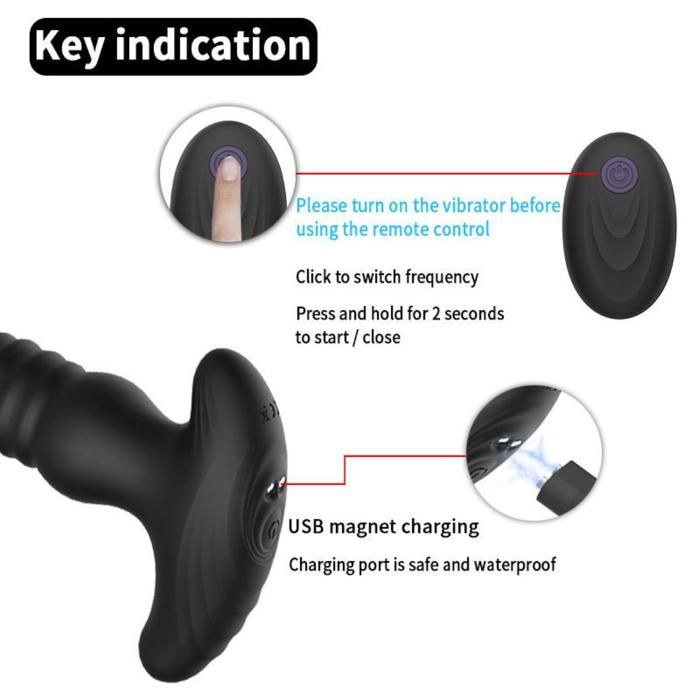 Key indication
Please turn on the vibrator before
using the remote control
Click to switch frequency
Press and hold for 2 seconds
to start / close
USB magnet charging
Charging port is safe and waterproof